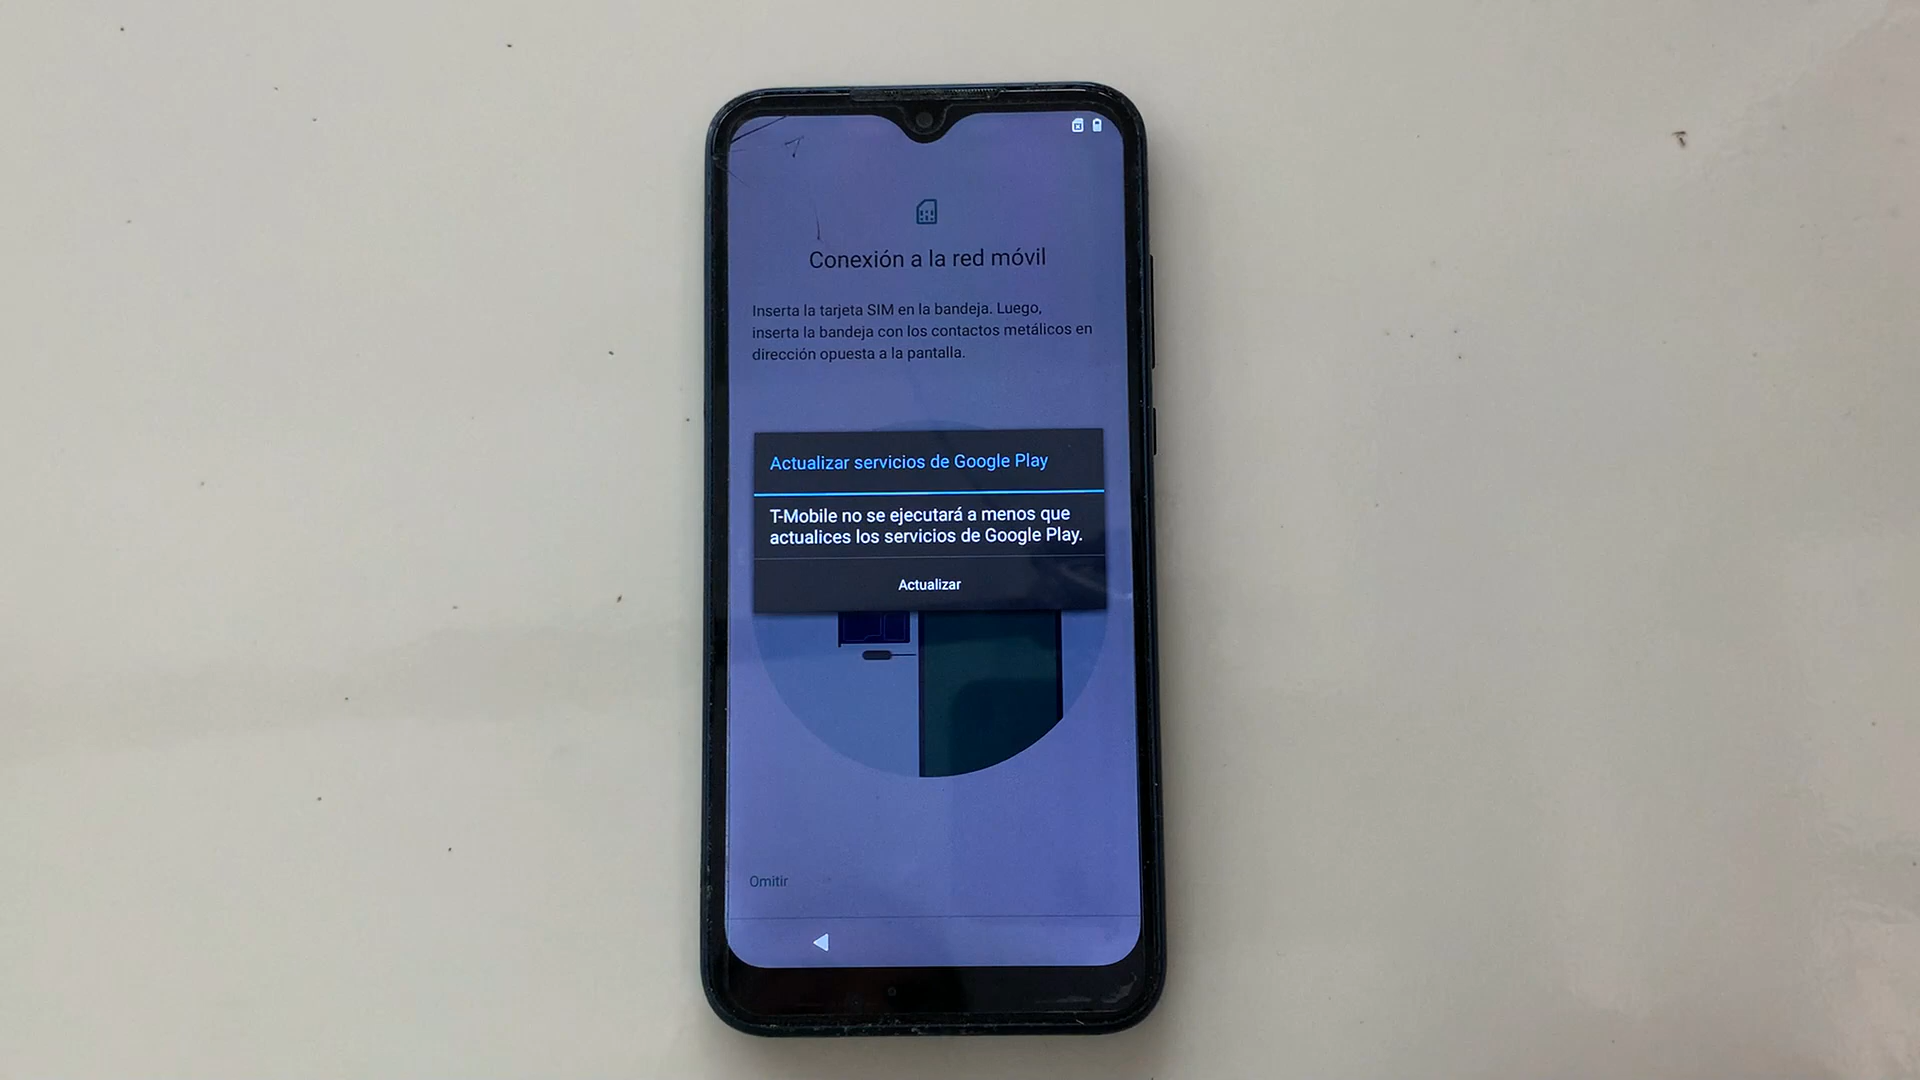 Conexión a la red móvil
Inserta la tarjeta SIM en la bandeja. Luego,
inserta la bandeja con los contactos metálicos en
dirección opuesta a la pantalla.
Actualizar servicios de Google Play
T-Mobile no se ejecutará a menos que
actualices los servicios de Google Play.
Actualizar
Omitir